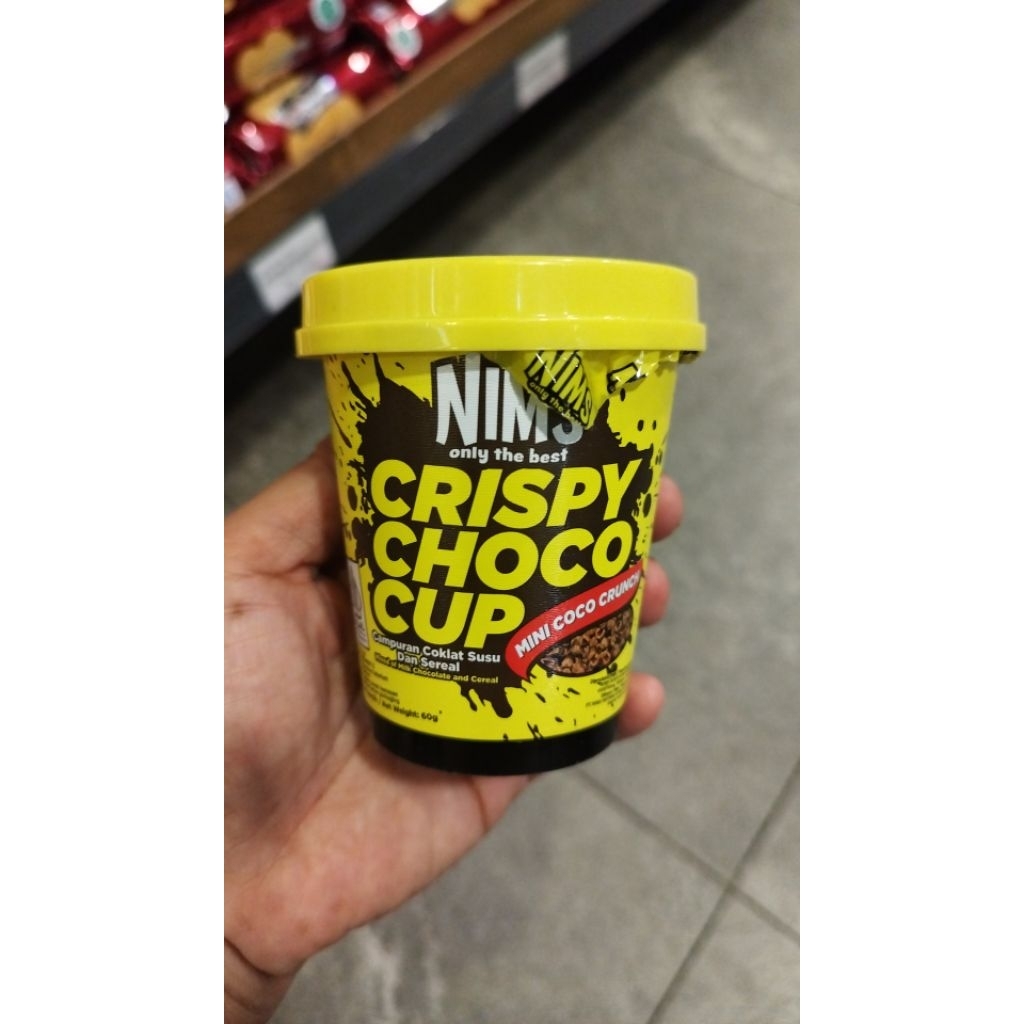 NIMS
NIMS
only the best
CRISPY
CHOCO
CUP
MINI COCO CRUNCH
Campuran Coklat Susu
Dan Sereal
of Milk Chocolate and Cereal
Net Weight: 60g